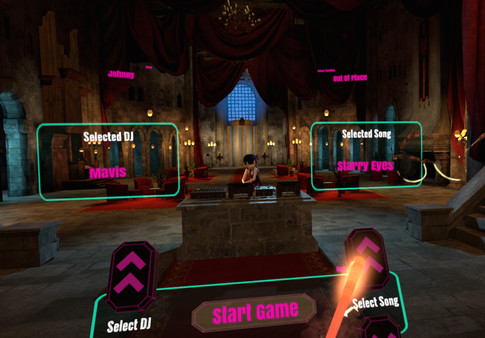 Johnny
Out of Place
Selected DJ
Mavis
Selected Song
Starry Eyes
Select DJ
Start Game
Select Song